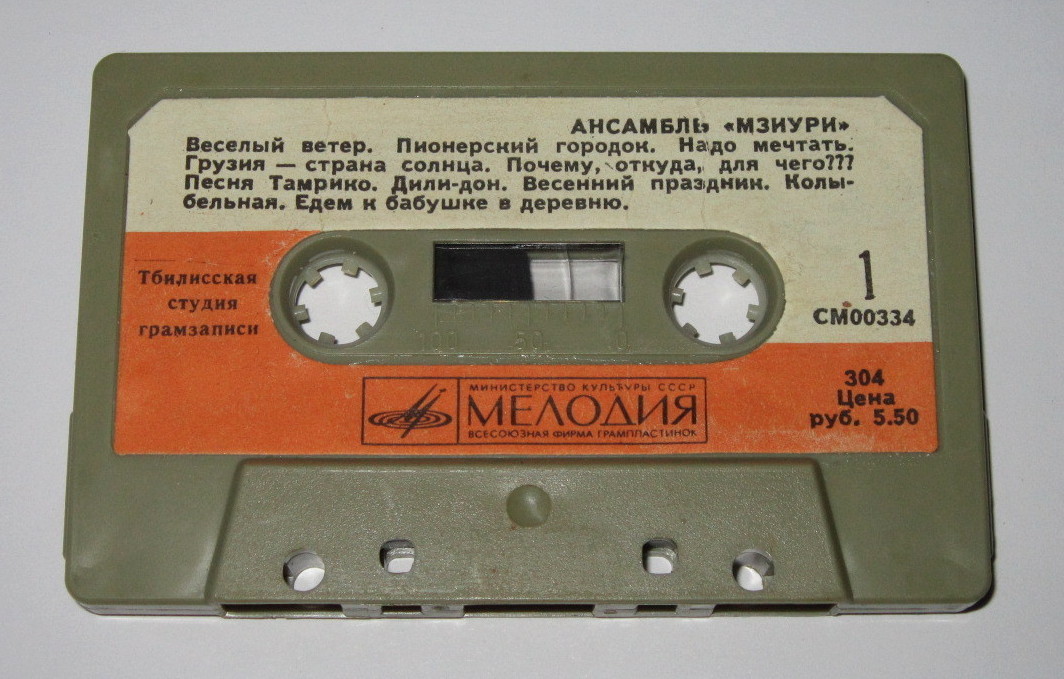 АНСАМБЛЬ «МЗИУРИ»
Веселый ветер. Пионерский городок. Надо мечтать.
Грузия — страна солнца. Почему, откуда, для чего???
Песня Тамрико. Дили-дон. Весенний праздник. Колы-
бельная. Едем к бабушке в деревню.
Тбилисская
студия
грамзаписи
1
СМ00334
100 50 0
304
Цена
руб. 5.50
МИНИСТЕРСТВО КУЛЬТУРЫ СССР
МЕЛОДИЯ
ВСЕСОЮЗНАЯ ФИРМА ГРАМПЛАСТИНОК